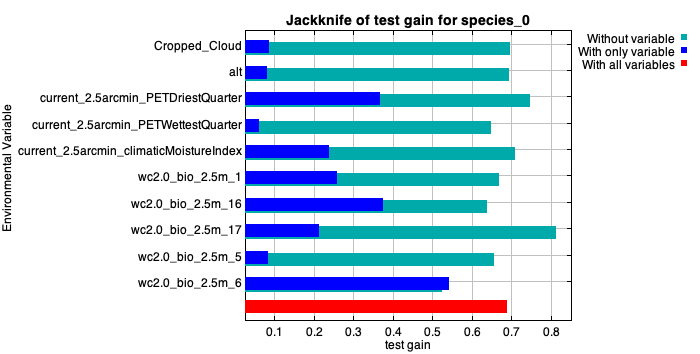 Jackknife of test gain for species_0
Without variable
With only variable
With all variables
Environmental Variable
Cropped_Cloud
alt
current_2.5arcmin_PETDriestQuarter
current_2.5arcmin_PETWettestQuarter
current_2.5arcmin_climaticMoistureIndex
wc2.0_bio_2.5m_1
wc2.0_bio_2.5m_16
wc2.0_bio_2.5m_17
wc2.0_bio_2.5m_5
wc2.0_bio_2.5m_6
0.1 0.2 0.3 0.4 0.5 0.6 0.7 0.8
test gain